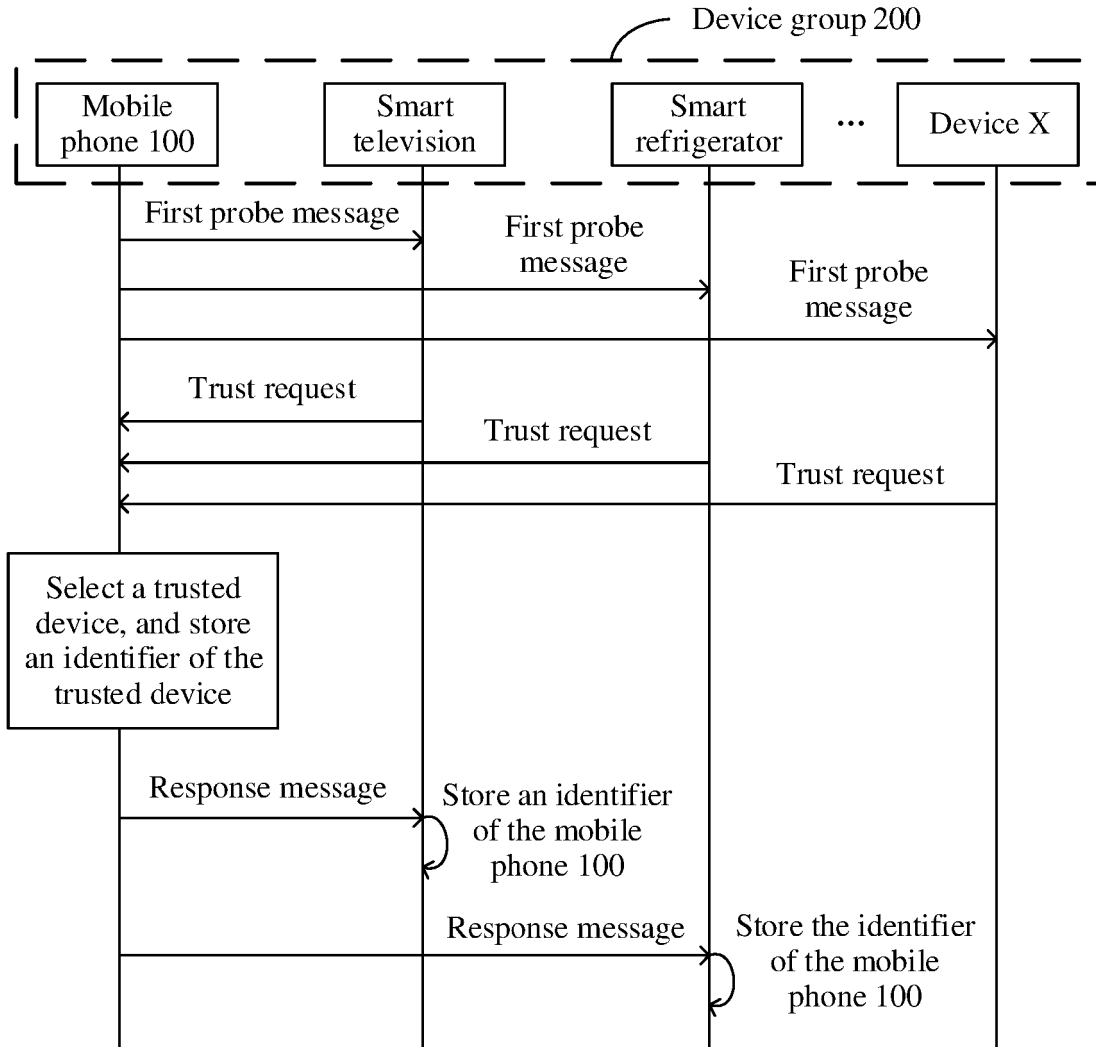 Device group 200
Mobile
phone 100
Smart
television
Smart
refrigerator
...
Device X
First probe message
First probe
message
First probe
message
Trust request
Trust request
Trust request
Select a trusted
device, and store
an identifier of the
trusted device
Response message
Store an identifier
of the mobile
phone 100
Response message
Store the identifier
of the mobile
phone 100